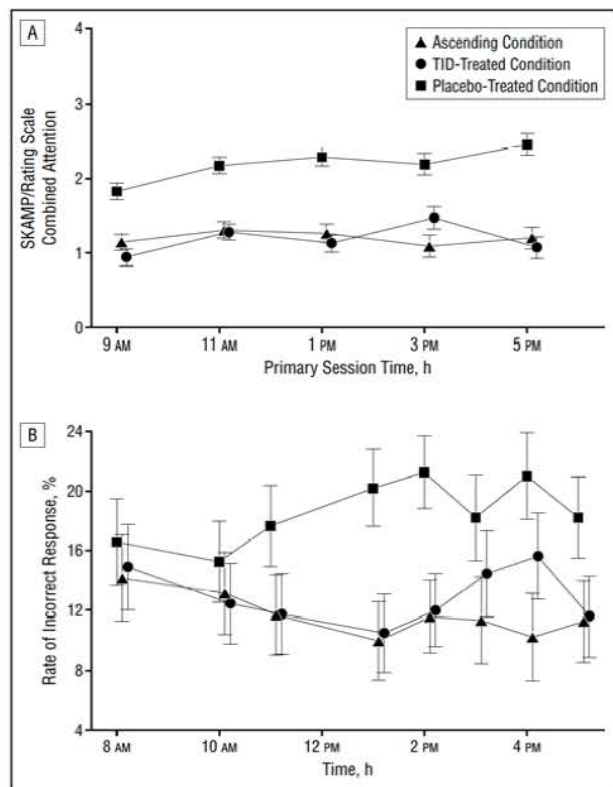 A
Ascending Condition
TID-Treated Condition
Placebo-Treated Condition
SKAMP/Rating Scale
Combined Attention
4
3
2
1
0
9 AM 11 AM 1 PM 3 PM 5 PM
Primary Session Time, h
B
Rate of Incorrect Response, %
24
20
16
12
8
4
8 AM 10 AM 12 PM 2 PM 4 PM
Time, h